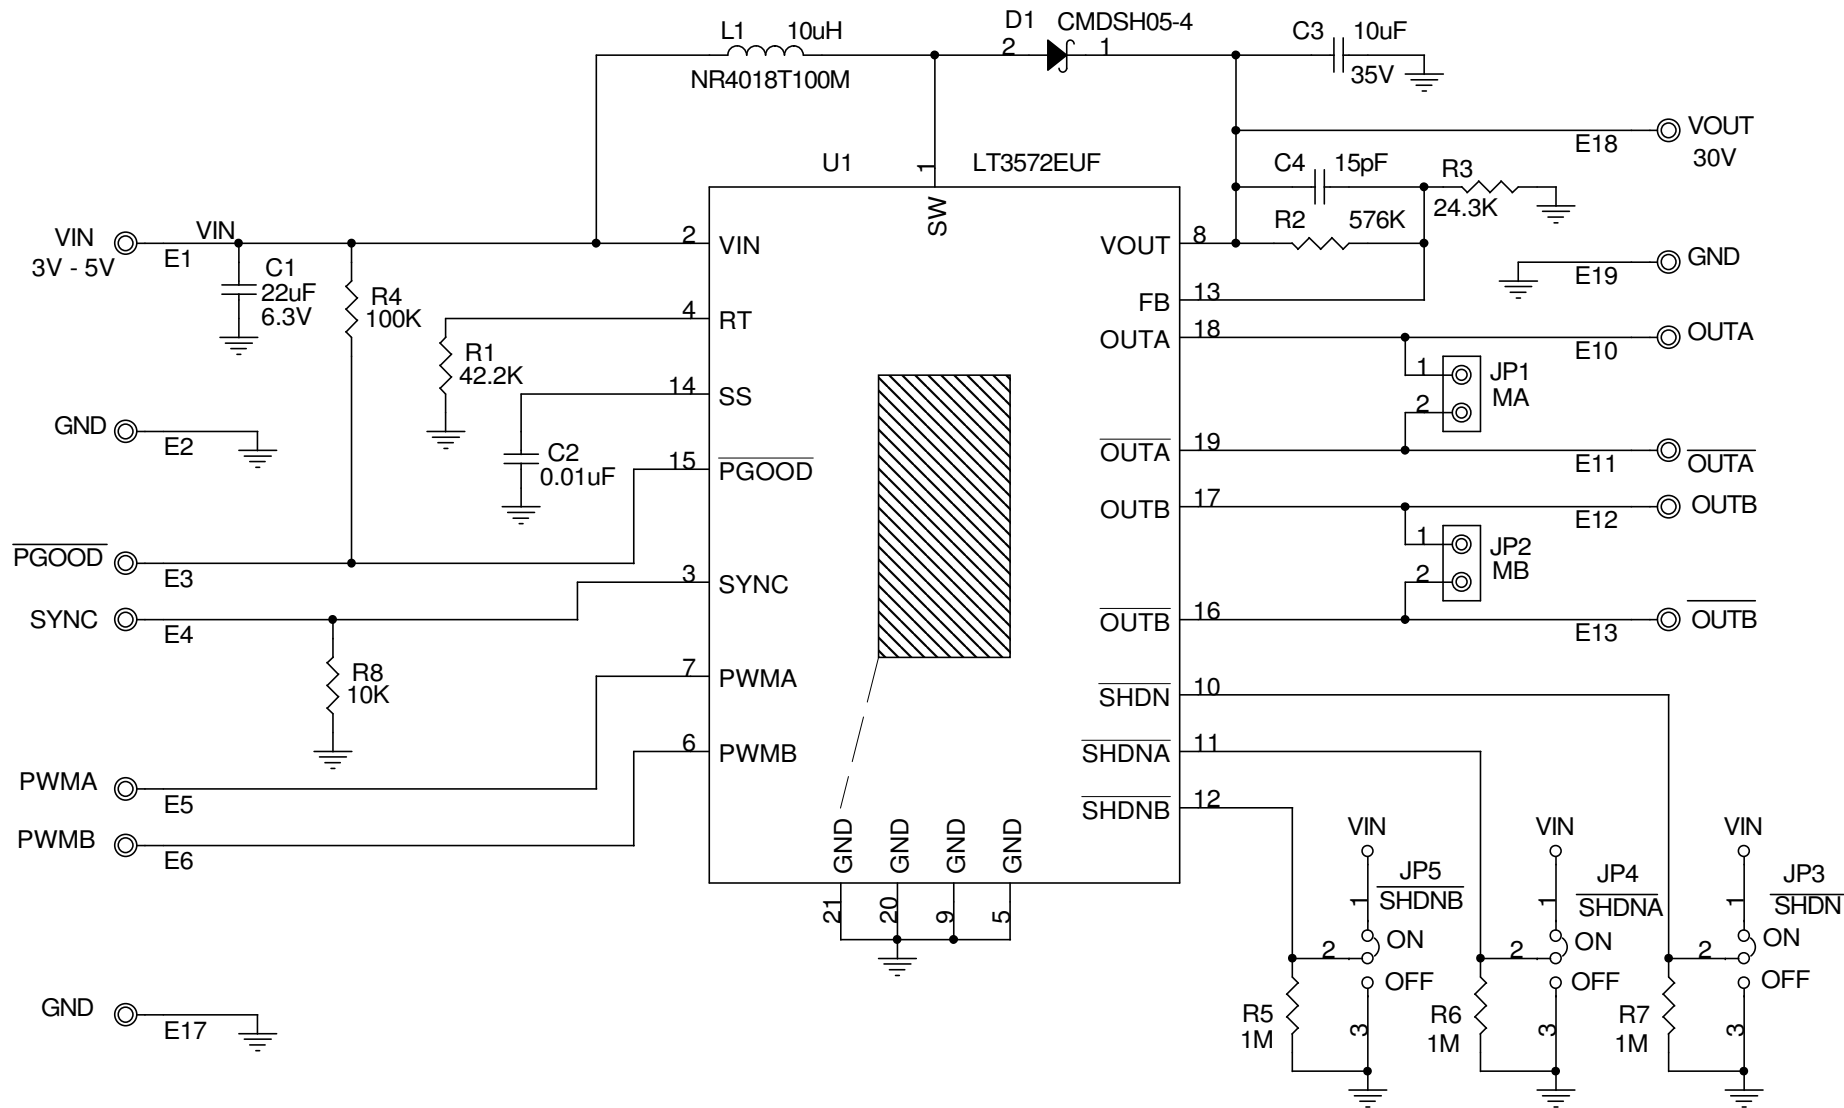 L1 10uH
NR4018T100M
D1 CMDSH05-4
2 1
C3 10uF
35V
E18 VOUT
30V
U1 LT3572EUF
1
SW
C4 15pF
R3
24.3K
R2 576K
VIN
3V - 5V
E1
VIN
2 VIN
VOUT 8
C1
22uF
6.3V
R4
100K
E19 GND
FB 13
4 RT
R1
42.2K
OUTA 18
E10 OUTA
1
2
JP1
MA
14 SS
C2
0.01uF
GND
E2
OUTA 19
E11 OUTA
15 PGOOD
OUTB 17
E12 OUTB
1
2
JP2
MB
PGOOD
E3
3 SYNC
SYNC
E4
OUTB 16
E13 OUTB
R8
10K
7 PWMA
SHDN 10
6 PWMB
SHDNA 11
PWMA
E5
SHDNB 12
PWMB
E6
GND GND GND GND
21 20 9 5
VIN
JP5
SHDNB
1
2 ON
OFF
3
R5
1M
VIN
JP4
SHDNA
1
2 ON
OFF
3
R6
1M
VIN
JP3
SHDN
1
2 ON
OFF
3
R7
1M
GND
E17